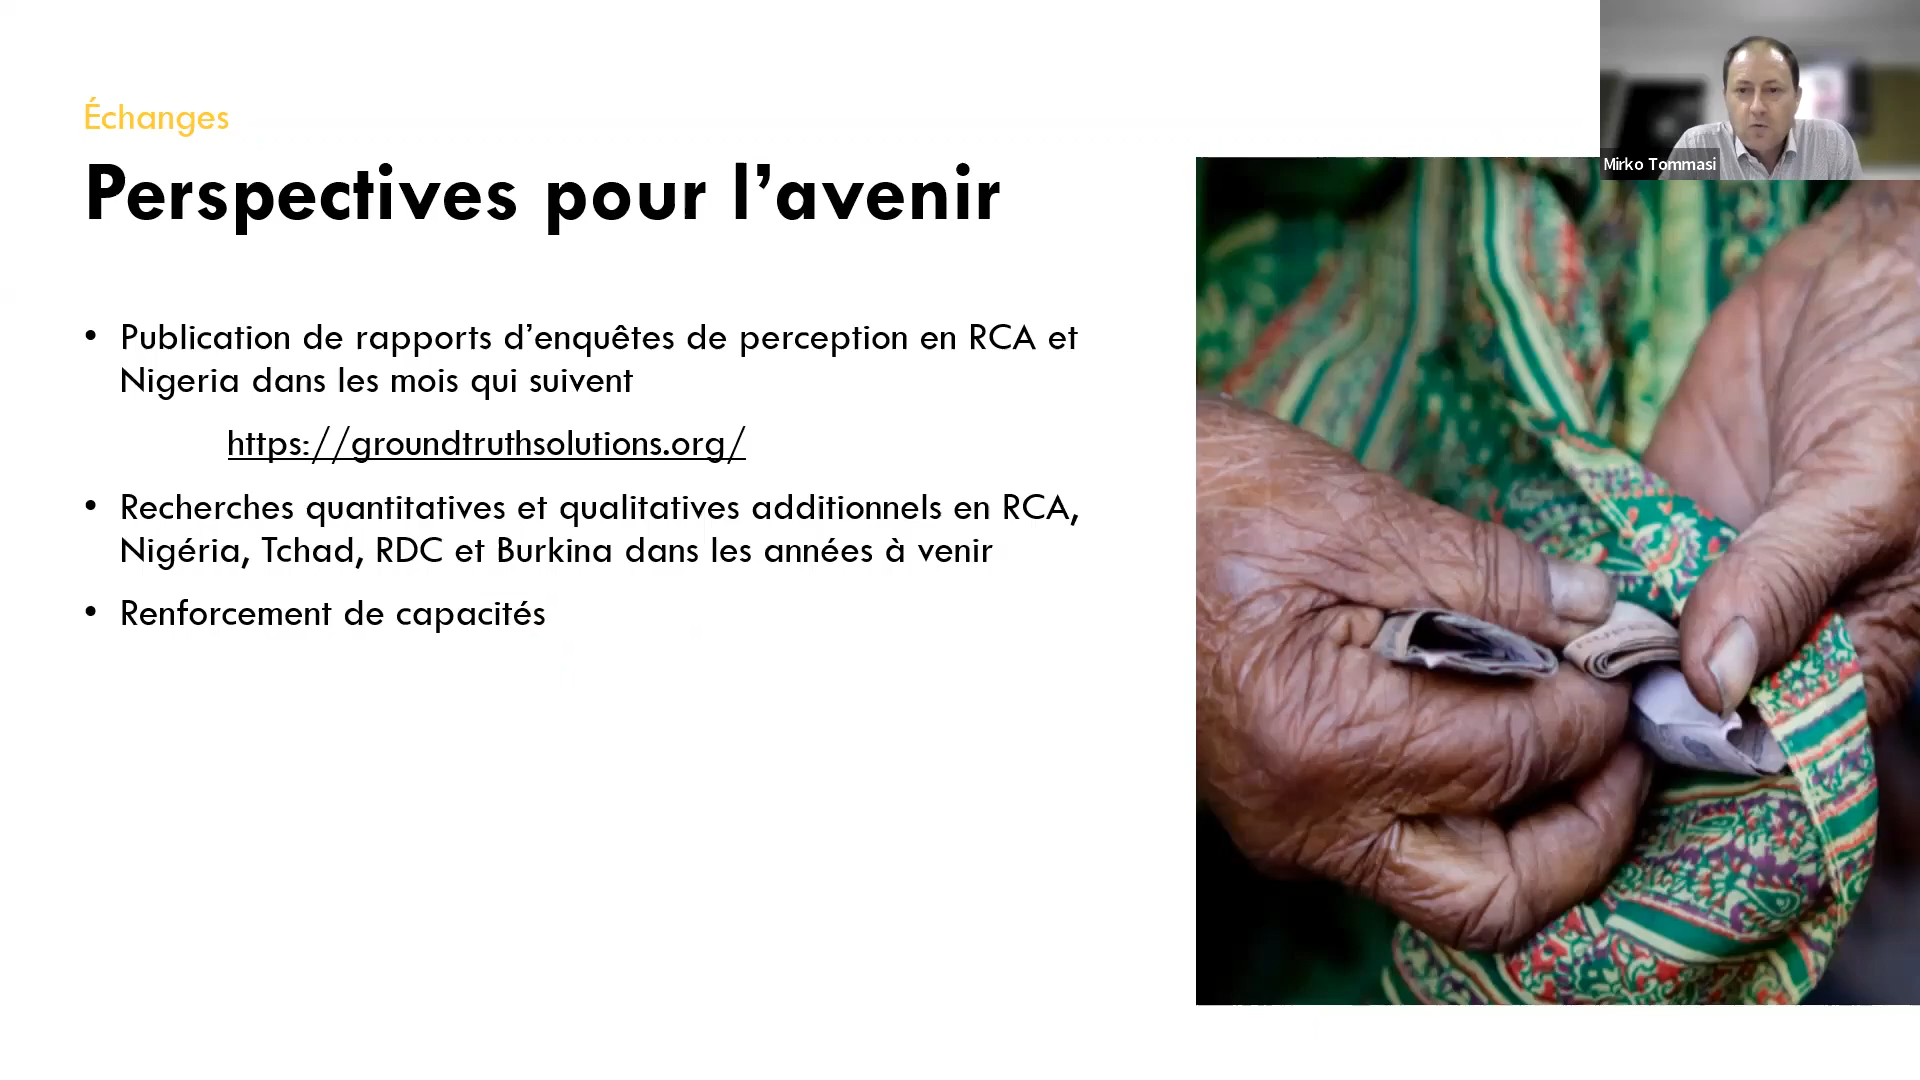 Échanges
Perspectives pour l’avenir
• Publication de rapports d’enquêtes de perception en RCA et
Nigeria dans les mois qui suivent
https://groundtruthsolutions.org/
• Recherches quantitatives et qualitatives additionnels en RCA,
Nigéria, Tchad, RDC et Burkina dans les années à venir
• Renforcement de capacités
Mirko Tommasi